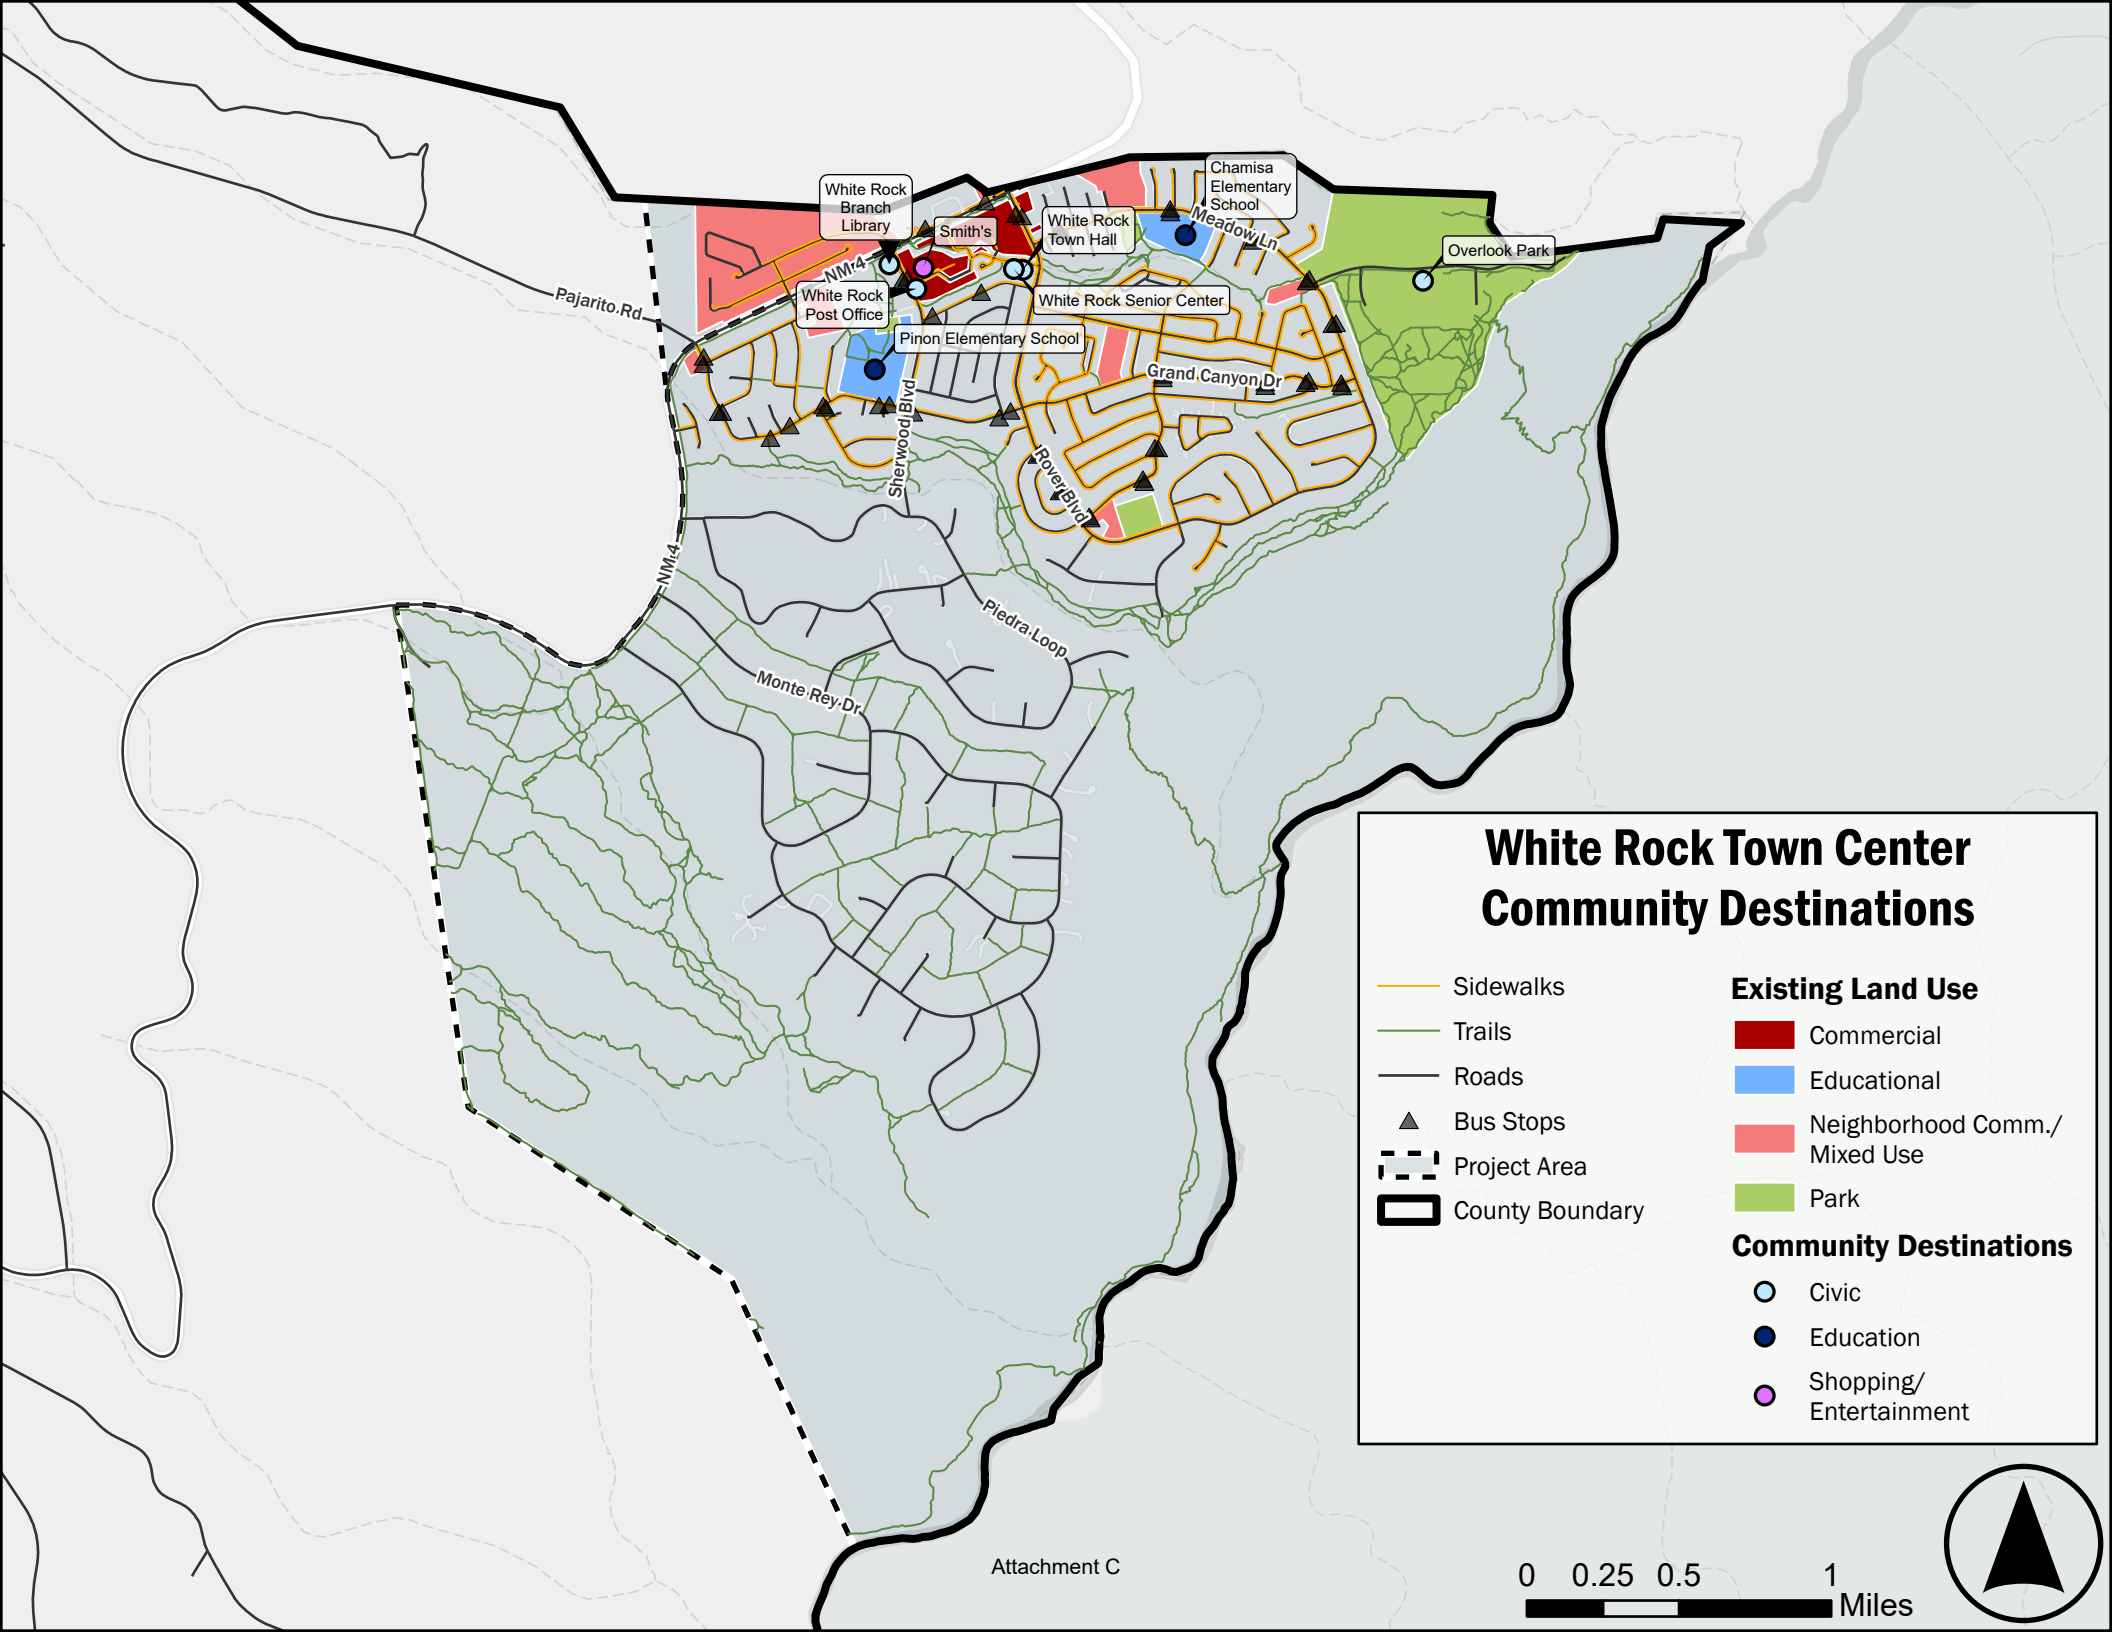 White Rock
Branch
Library
Smith's
White Rock
Town Hall
Chamisa
Elementary
School
Meadow Ln
Overlook Park
NM 4
White Rock
Post Office
White Rock Senior Center
Pajarito Rd
Pinon Elementary School
Grand Canyon Dr
Sherwood Blvd
Rover Blvd
NM 4
Piedra Loop
Monte Rey Dr
White Rock Town Center
Community Destinations
Sidewalks
Trails
Roads
Bus Stops
Project Area
County Boundary
Existing Land Use
Commercial
Educational
Neighborhood Comm./
Mixed Use
Park
Community Destinations
Civic
Education
Shopping/
Entertainment
Attachment C
0 0.25 0.5 1
Miles